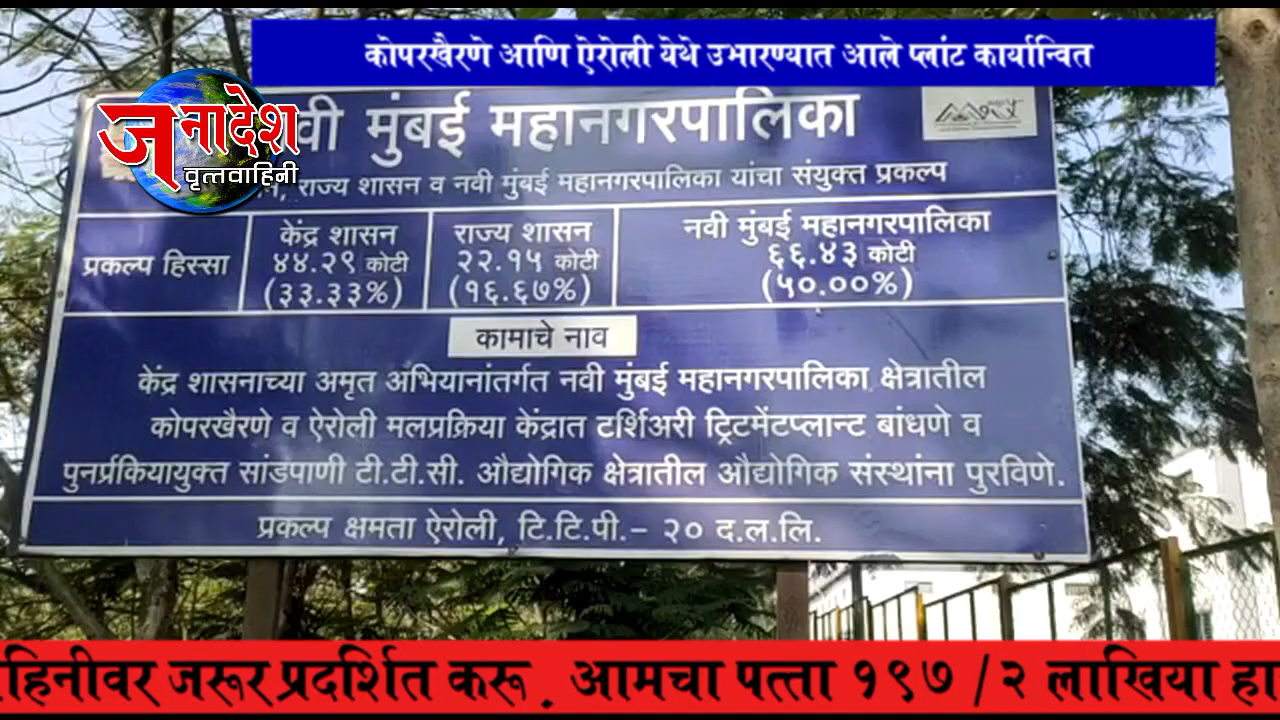 कोपरखैरणे आणि ऐरोली येथे उभारण्यात आले प्लांट कार्यान्वित
जनादेश
वृत्तवाहिनी
नवी मुंबई महानगरपालिका
राज्य शासन व नवी मुंबई महानगरपालिका यांचा संयुक्त प्रकल्प
प्रकल्प हिस्सा
केंद्र शासन
४४.२९ कोटी
(३३.३३%)
राज्य शासन
२२.१५ कोटी
(१६.६७%)
नवी मुंबई महानगरपालिका
६६.४३ कोटी
(५०.००%)
कामाचे नाव
केंद्र शासनाच्या अमृत अभियानांतर्गत नवी मुंबई महानगरपालिका क्षेत्रातील
कोपरखैरणे व ऐरोली मलप्रक्रिया केंद्रात टर्शिअरी ट्रिटमेंटप्लान्ट बांधणे व
पुनर्प्रकियायुक्त सांडपाणी टी.टी.सी. औद्योगिक क्षेत्रातील औद्योगिक संस्थांना पुरविणे.
प्रकल्प क्षमता ऐरोली, टि.टि.पी.– २० द.ल.लि.
हिनीवर जरूर प्रदर्शित करू . आमचा पत्ता १९७ /२ लाखिया हा